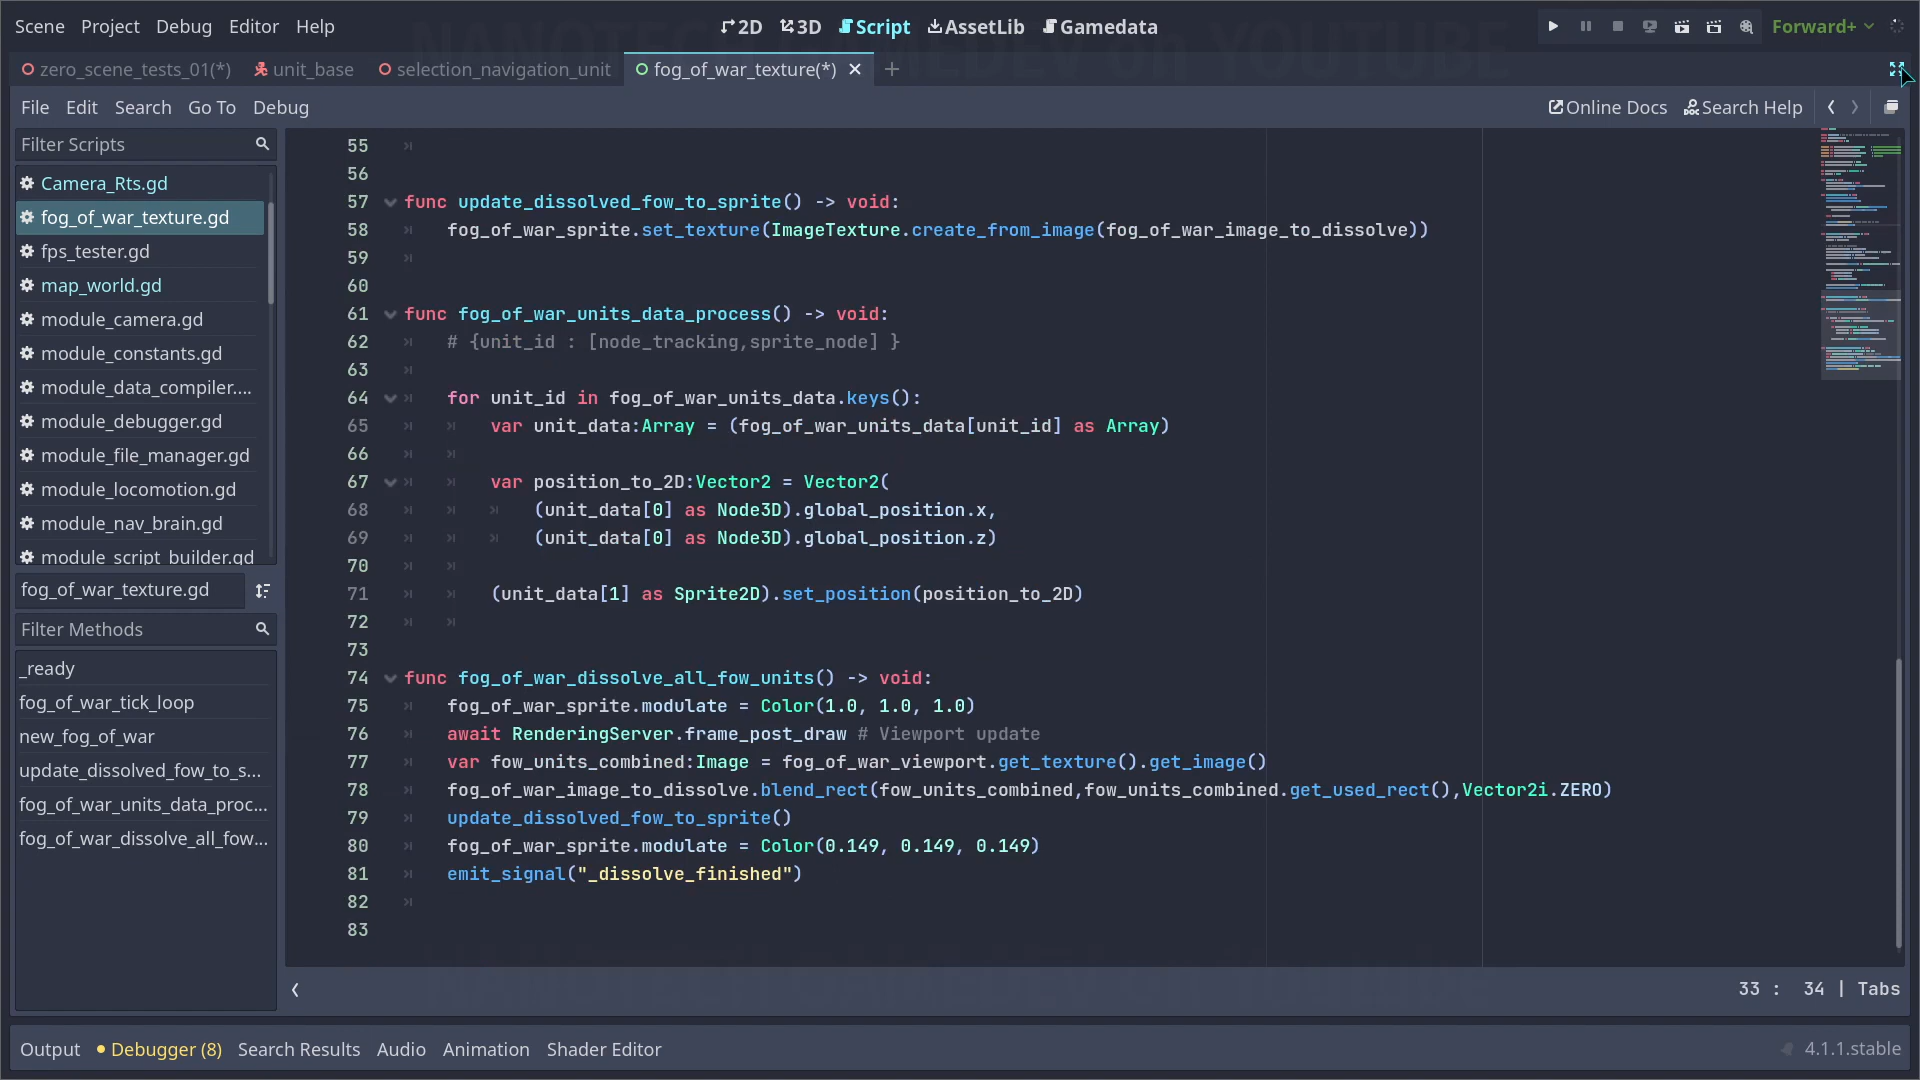 Scene Project Debug Editor Help
2D 3D Script AssetLib Gamedata
Forward+
zero_scene_tests_01(*) unit_base selection_navigation_unit fog_of_war_texture(*)
File Edit Search Go To Debug
Online Docs Search Help
Filter Scripts
Camera_Rts.gd
fog_of_war_texture.gd
fps_tester.gd
map_world.gd
module_camera.gd
module_constants.gd
module_data_compiler....
module_debugger.gd
module_file_manager.gd
module_locomotion.gd
module_nav_brain.gd
module_script_builder.gd
fog_of_war_texture.gd
Filter Methods
_ready
fog_of_war_tick_loop
new_fog_of_war
update_dissolved_fow_to_s...
fog_of_war_units_data_proc...
fog_of_war_dissolve_all_fow...
55
56
57 func update_dissolved_fow_to_sprite() -> void:
58 fog_of_war_sprite.set_texture(ImageTexture.create_from_image(fog_of_war_image_to_dissolve))
59
60
61 func fog_of_war_units_data_process() -> void:
62 # {unit_id : [node_tracking,sprite_node] }
63
64 for unit_id in fog_of_war_units_data.keys():
65 var unit_data:Array = (fog_of_war_units_data[unit_id] as Array)
66
67 var position_to_2D:Vector2 = Vector2(
68 (unit_data[0] as Node3D).global_position.x,
69 (unit_data[0] as Node3D).global_position.z)
70
71 (unit_data[1] as Sprite2D).set_position(position_to_2D)
72
73
74 func fog_of_war_dissolve_all_fow_units() -> void:
75 fog_of_war_sprite.modulate = Color(1.0, 1.0, 1.0)
76 await RenderingServer.frame_post_draw # Viewport update
77 var fow_units_combined:Image = fog_of_war_viewport.get_texture().get_image()
78 fog_of_war_image_to_dissolve.blend_rect(fow_units_combined,fow_units_combined.get_used_rect(),Vector2i.ZERO)
79 update_dissolved_fow_to_sprite()
80 fog_of_war_sprite.modulate = Color(0.149, 0.149, 0.149)
81 emit_signal("_dissolve_finished")
82
83
33 : 34 | Tabs
Output Debugger (8) Search Results Audio Animation Shader Editor
4.1.1.stable